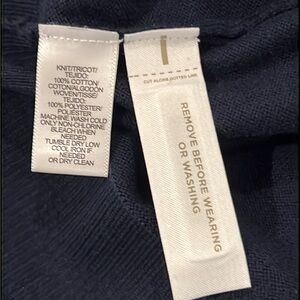 KNIT/TRICOT/
TEJIDO:
100% COTTON/
COTON/ALGODON
WOVEN/TISSÉ/
TEJIDO:
100% POLYESTER/
POLIÉSTER
MACHINE WASH COLD
ONLY NON-CHLORINE
BLEACH WHEN
NEEDED
TUMBLE DRY LOW
COOL IRON IF
NEEDED
OR DRY CLEAN
CUT ALONG DOTTED LINE
REMOVE BEFORE WEARING
OR WASHING